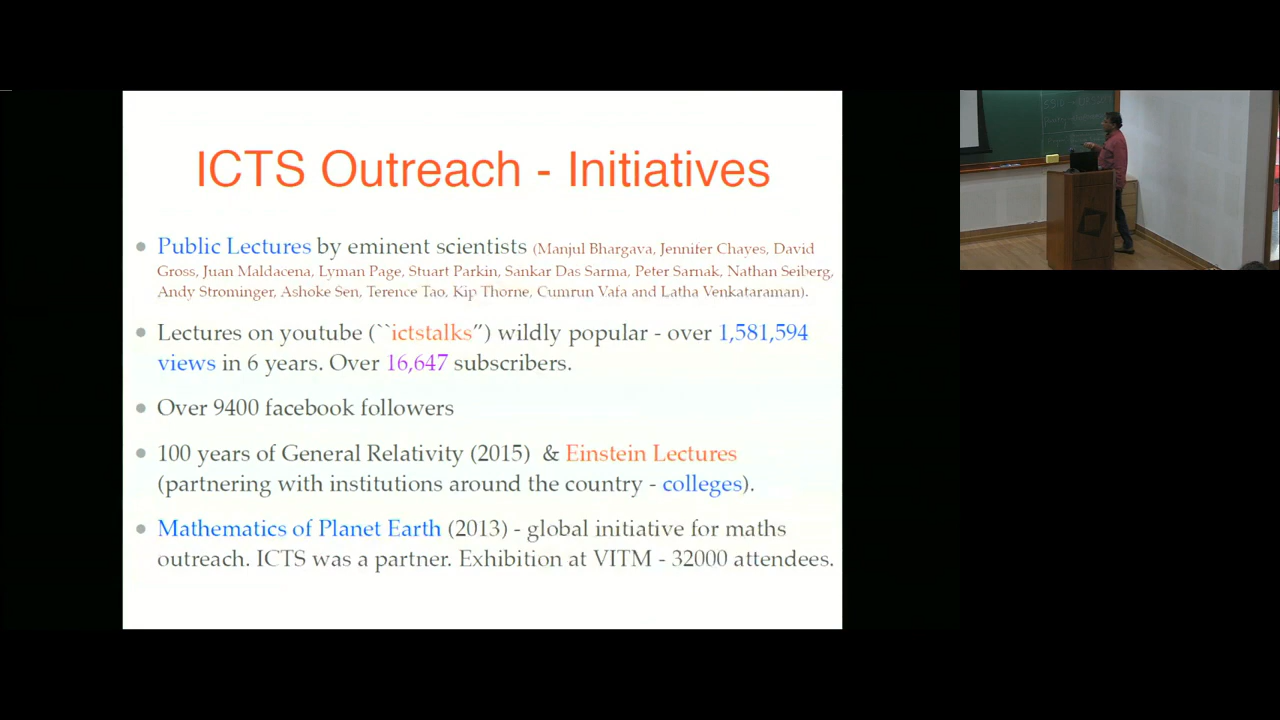 ICTS Outreach - Initiatives
Public Lectures by eminent scientists (Manjul Bhargava, Jennifer Chayes, David
Gross, Juan Maldacena, Lyman Page, Stuart Parkin, Sankar Das Sarma, Peter Sarnak, Nathan Seiberg,
Andy Strominger, Ashoke Sen, Terence Tao, Kip Thorne, Cumrun Vafa and Latha Venkataraman).
Lectures on youtube (``ictstalks”) wildly popular - over 1,581,594
views in 6 years. Over 16,647 subscribers.
Over 9400 facebook followers
100 years of General Relativity (2015) & Einstein Lectures
(partnering with institutions around the country - colleges).
Mathematics of Planet Earth (2013) - global initiative for maths
outreach. ICTS was a partner. Exhibition at VITM - 32000 attendees.